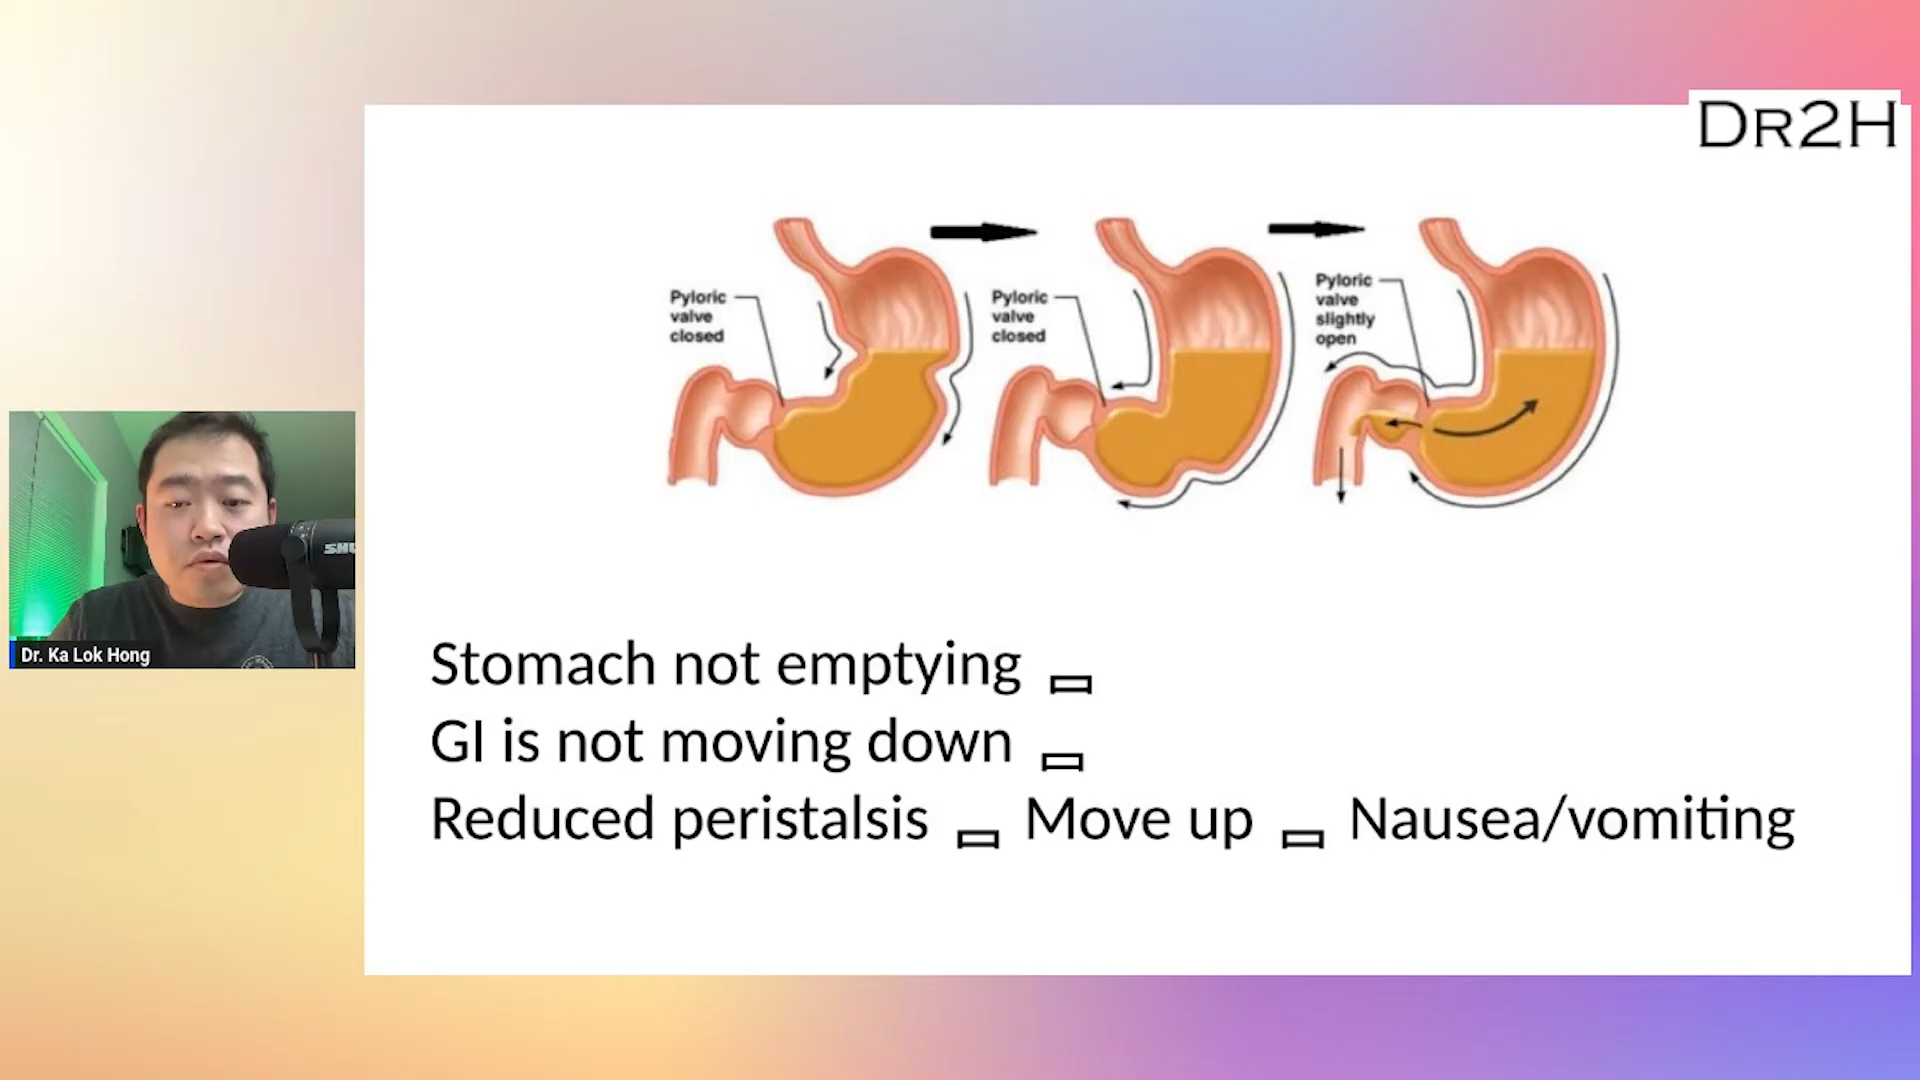 DR2H
Pyloric
valve
closed
Pyloric
valve
closed
Pyloric
valve
slightly
open
Dr. Ka Lok Hong
Stomach not emptying
GI is not moving down
Reduced peristalsis Move up Nausea/vomiting